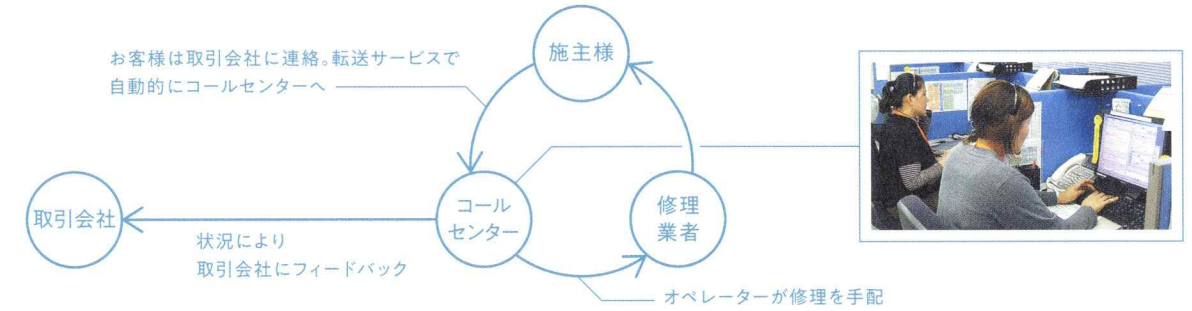 施主様
お客様は取引会社に連絡。転送サービスで
自動的にコールセンターへ
取引会社
コール
センター
修理
業者
状況により
取引会社にフィードバック
オペレーターが修理を手配